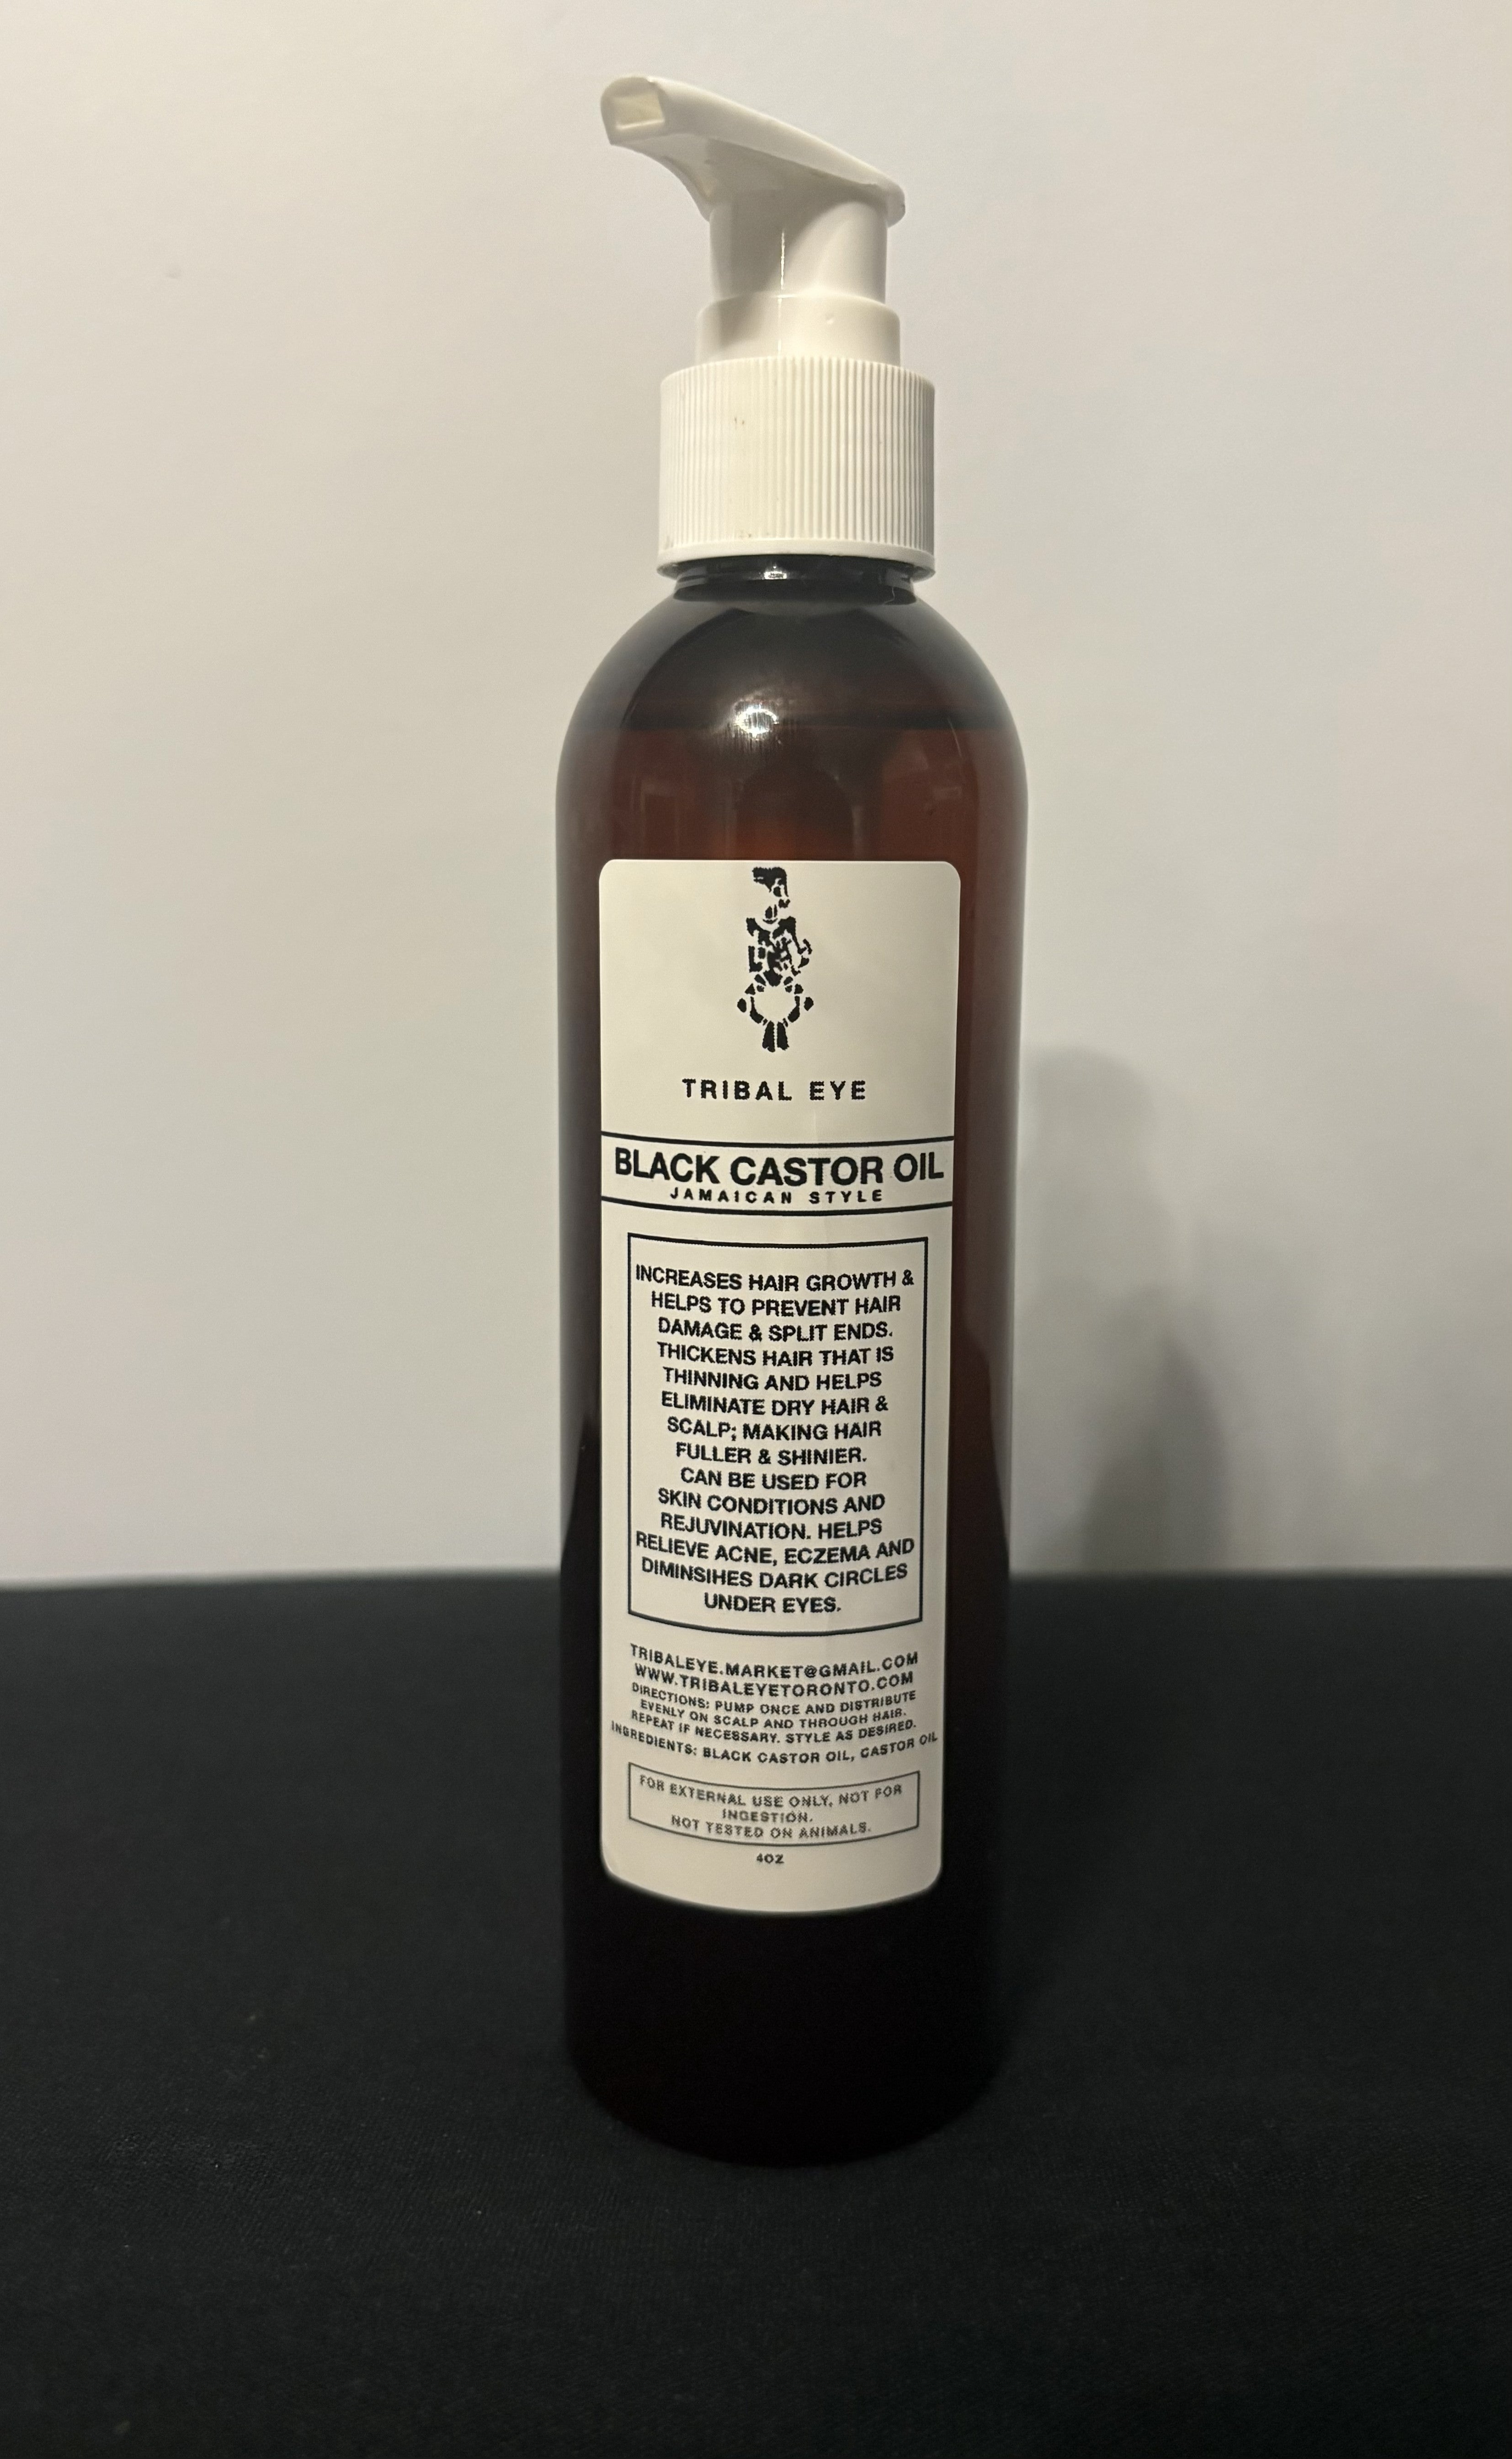 TRIBAL EYE
BLACK CASTOR OIL
JAMAICAN STYLE
INCREASES HAIR GROWTH &
HELPS TO PREVENT HAIR
DAMAGE & SPLIT ENDS.
THICKENS HAIR THAT IS
THINNING AND HELPS
ELIMINATE DRY HAIR &
SCALP; MAKING HAIR
FULLER & SHINIER.
CAN BE USED FOR
SKIN CONDITIONS AND
REJUVINATION. HELPS
RELIEVE ACNE, ECZEMA AND
DIMINSIHES DARK CIRCLES
UNDER EYES.
TRIBALEYE.MARKET@GMAIL.COM
WWW.TRIBALEYETORONTO.COM
DIRECTIONS: PUMP ONCE AND DISTRIBUTE
EVENLY ON SCALP AND THROUGH HAIR.
REPEAT IF NECESSARY. STYLE AS DESIRED.
INGREDIENTS: BLACK CASTOR OIL, CASTOR OIL
FOR EXTERNAL USE ONLY, NOT FOR
INGESTION.
NOT TESTED ON ANIMALS.
4OZ